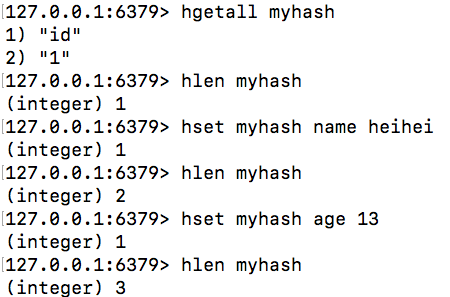 127.0.0.1:6379> hgetall myhash
1) "id"
2) "1"
[127.0.0.1:6379> hlen myhash
(integer) 1
[127.0.0.1:6379> hset myhash name heihei
(integer) 1
[127.0.0.1:6379> hlen myhash
(integer) 2
[127.0.0.1:6379> hset myhash age 13
(integer) 1
[127.0.0.1:6379> hlen myhash
(integer) 3